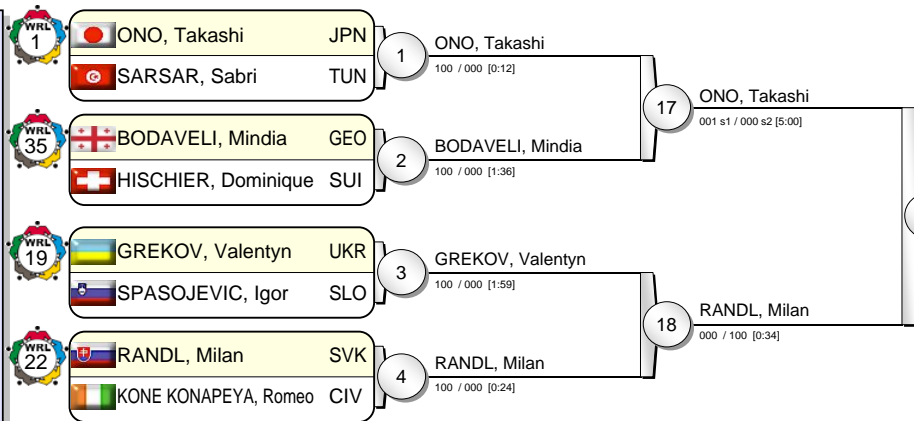 WRL
1
ONO, Takashi JPN
SARSAR, Sabri TUN
1
ONO, Takashi
100 / 000 [0:12]
WRL
35
BODAVELI, Mindia GEO
HISCHIER, Dominique SUI
2
BODAVELI, Mindia
100 / 000 [1:36]
17
ONO, Takashi
001 s1 / 000 s2 [5:00]
WRL
19
GREKOV, Valentyn UKR
SPASOJEVIC, Igor SLO
3
GREKOV, Valentyn
100 / 000 [1:59]
WRL
22
RANDL, Milan SVK
KONE KONAPEYA, Romeo CIV
4
RANDL, Milan
100 / 000 [0:24]
18
RANDL, Milan
000 / 100 [0:34]